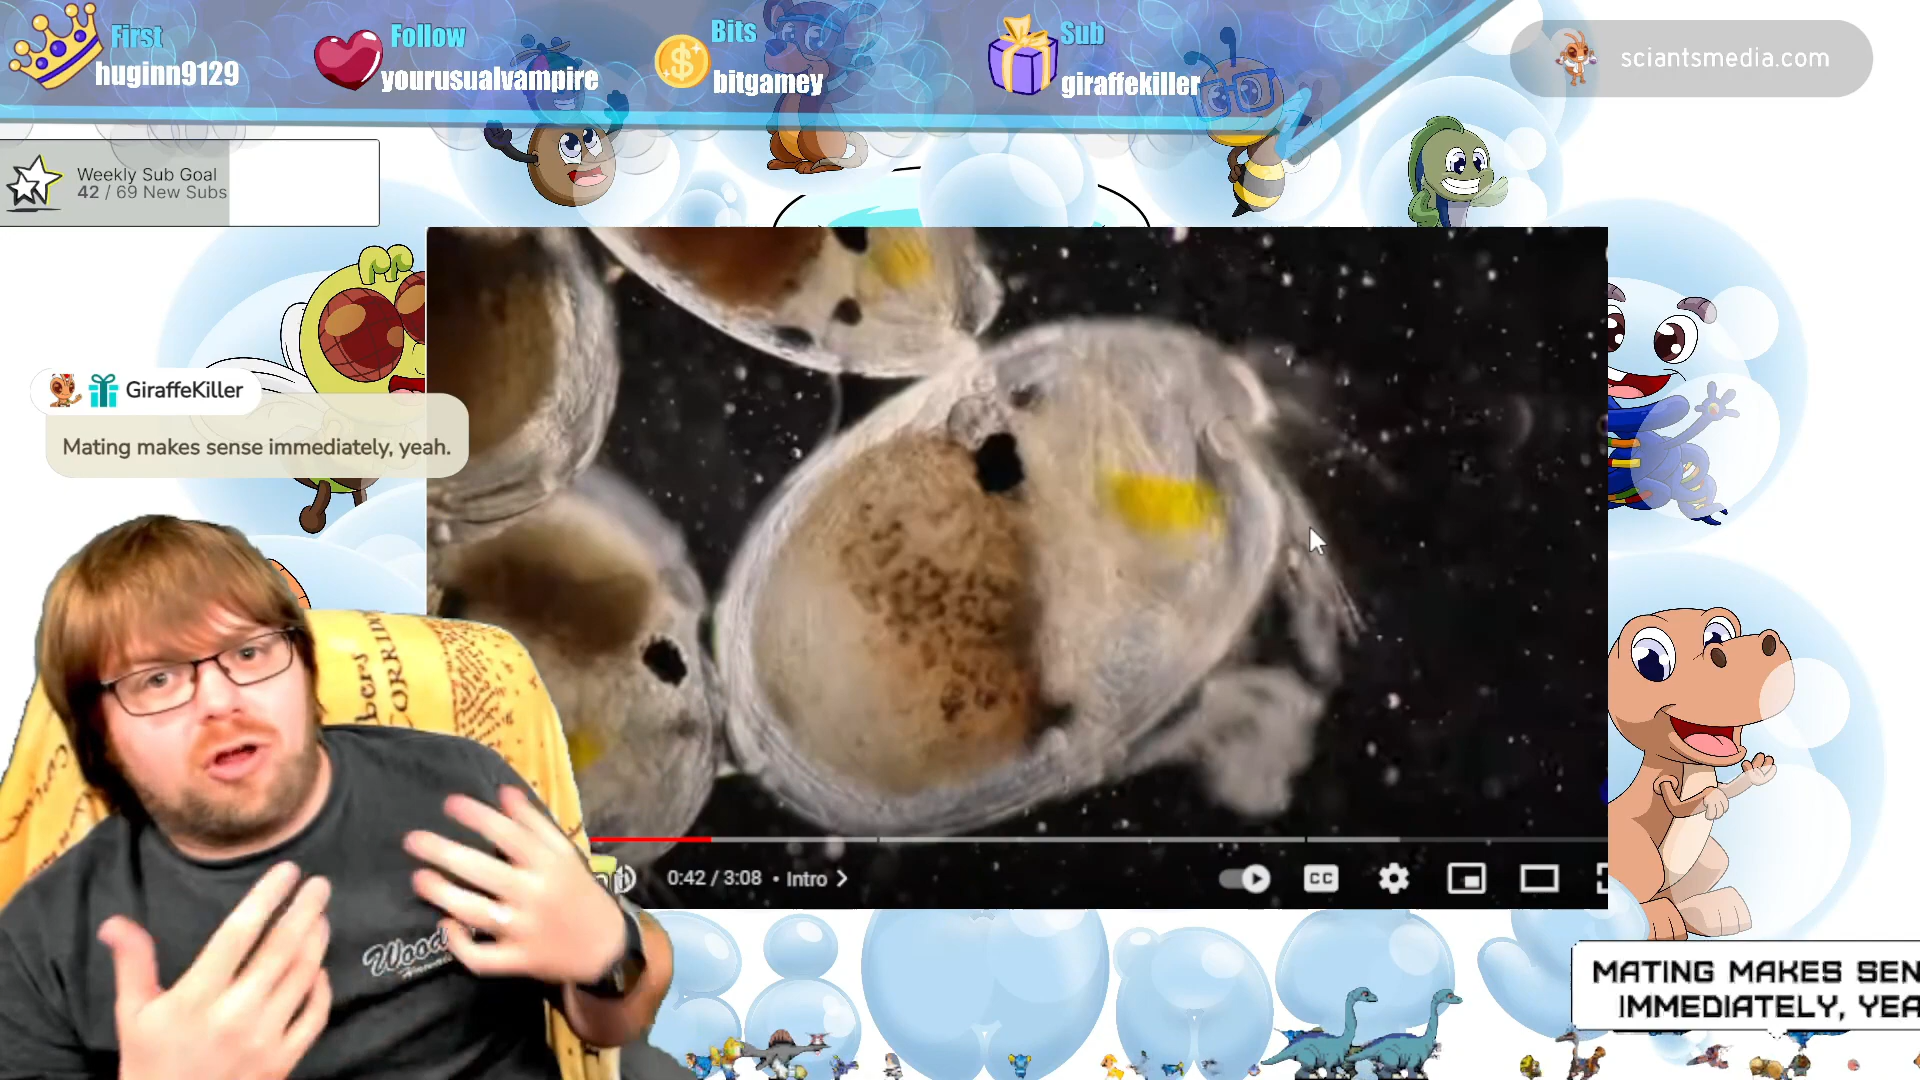 First
huginn9129
Follow
yourusualvampire
Bits
bitgamey
Sub
giraffekiller
sciantsmedia.com
Weekly Sub Goal
42 / 69 New Subs
GiraffeKiller
Mating makes sense immediately, yeah.
0:42 / 3:08 • Intro
CC
MATING MAKES SEN
IMMEDIATELY, YEA